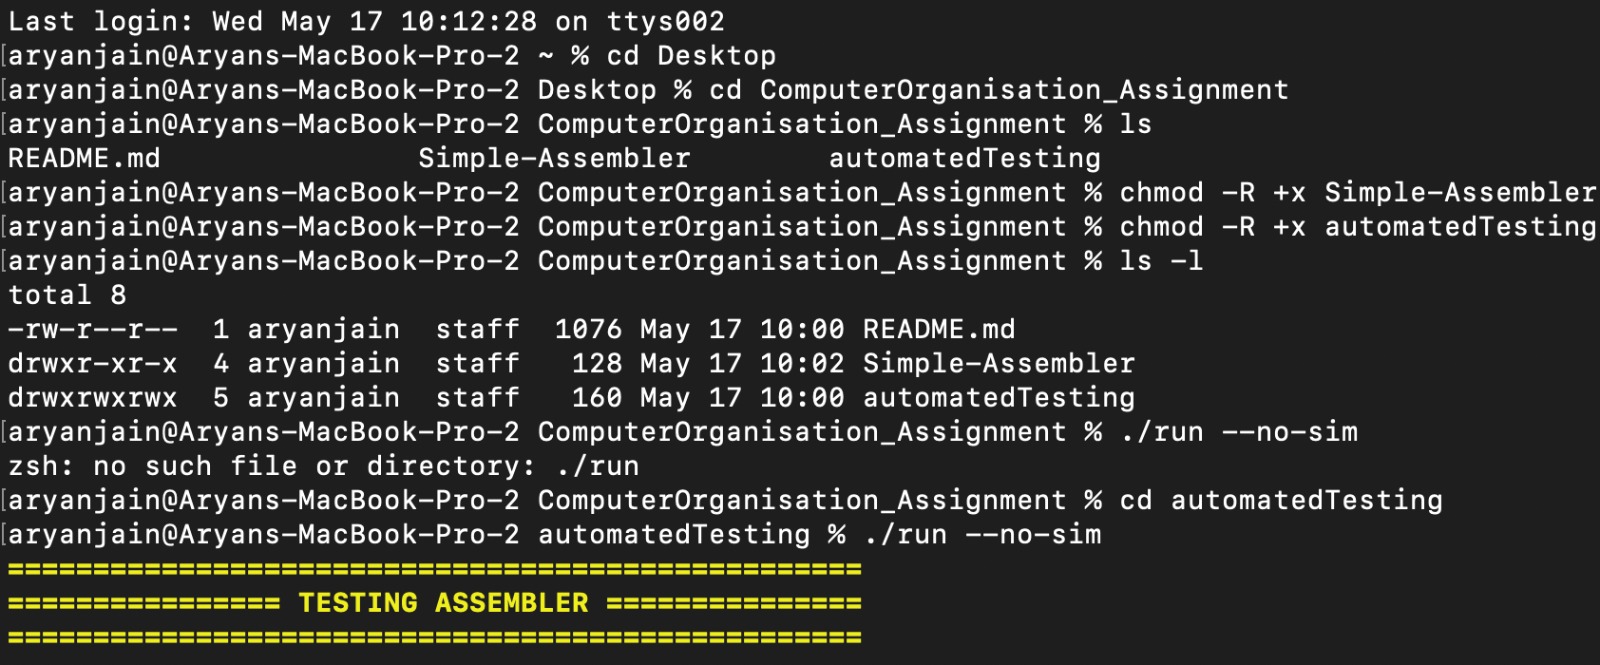 Last login: Wed May 17 10:12:28 on ttys002
[aryanjain@Aryans-MacBook-Pro-2 ~ % cd Desktop
[aryanjain@Aryans-MacBook-Pro-2 Desktop % cd ComputerOrganisation_Assignment
[aryanjain@Aryans-MacBook-Pro-2 ComputerOrganisation_Assignment % ls
README.md               Simple-Assembler        automatedTesting
[aryanjain@Aryans-MacBook-Pro-2 ComputerOrganisation_Assignment % chmod -R +x Simple-Assembler
[aryanjain@Aryans-MacBook-Pro-2 ComputerOrganisation_Assignment % chmod -R +x automatedTesting
[aryanjain@Aryans-MacBook-Pro-2 ComputerOrganisation_Assignment % ls -l
total 8
-rw-r--r--  1 aryanjain  staff  1076 May 17 10:00 README.md
drwxr-xr-x  4 aryanjain  staff   128 May 17 10:02 Simple-Assembler
drwxrwxrwx  5 aryanjain  staff   160 May 17 10:00 automatedTesting
[aryanjain@Aryans-MacBook-Pro-2 ComputerOrganisation_Assignment % ./run --no-sim
zsh: no such file or directory: ./run
[aryanjain@Aryans-MacBook-Pro-2 ComputerOrganisation_Assignment % cd automatedTesting
[aryanjain@Aryans-MacBook-Pro-2 automatedTesting % ./run --no-sim
==================================================
================ TESTING ASSEMBLER ===============
==================================================